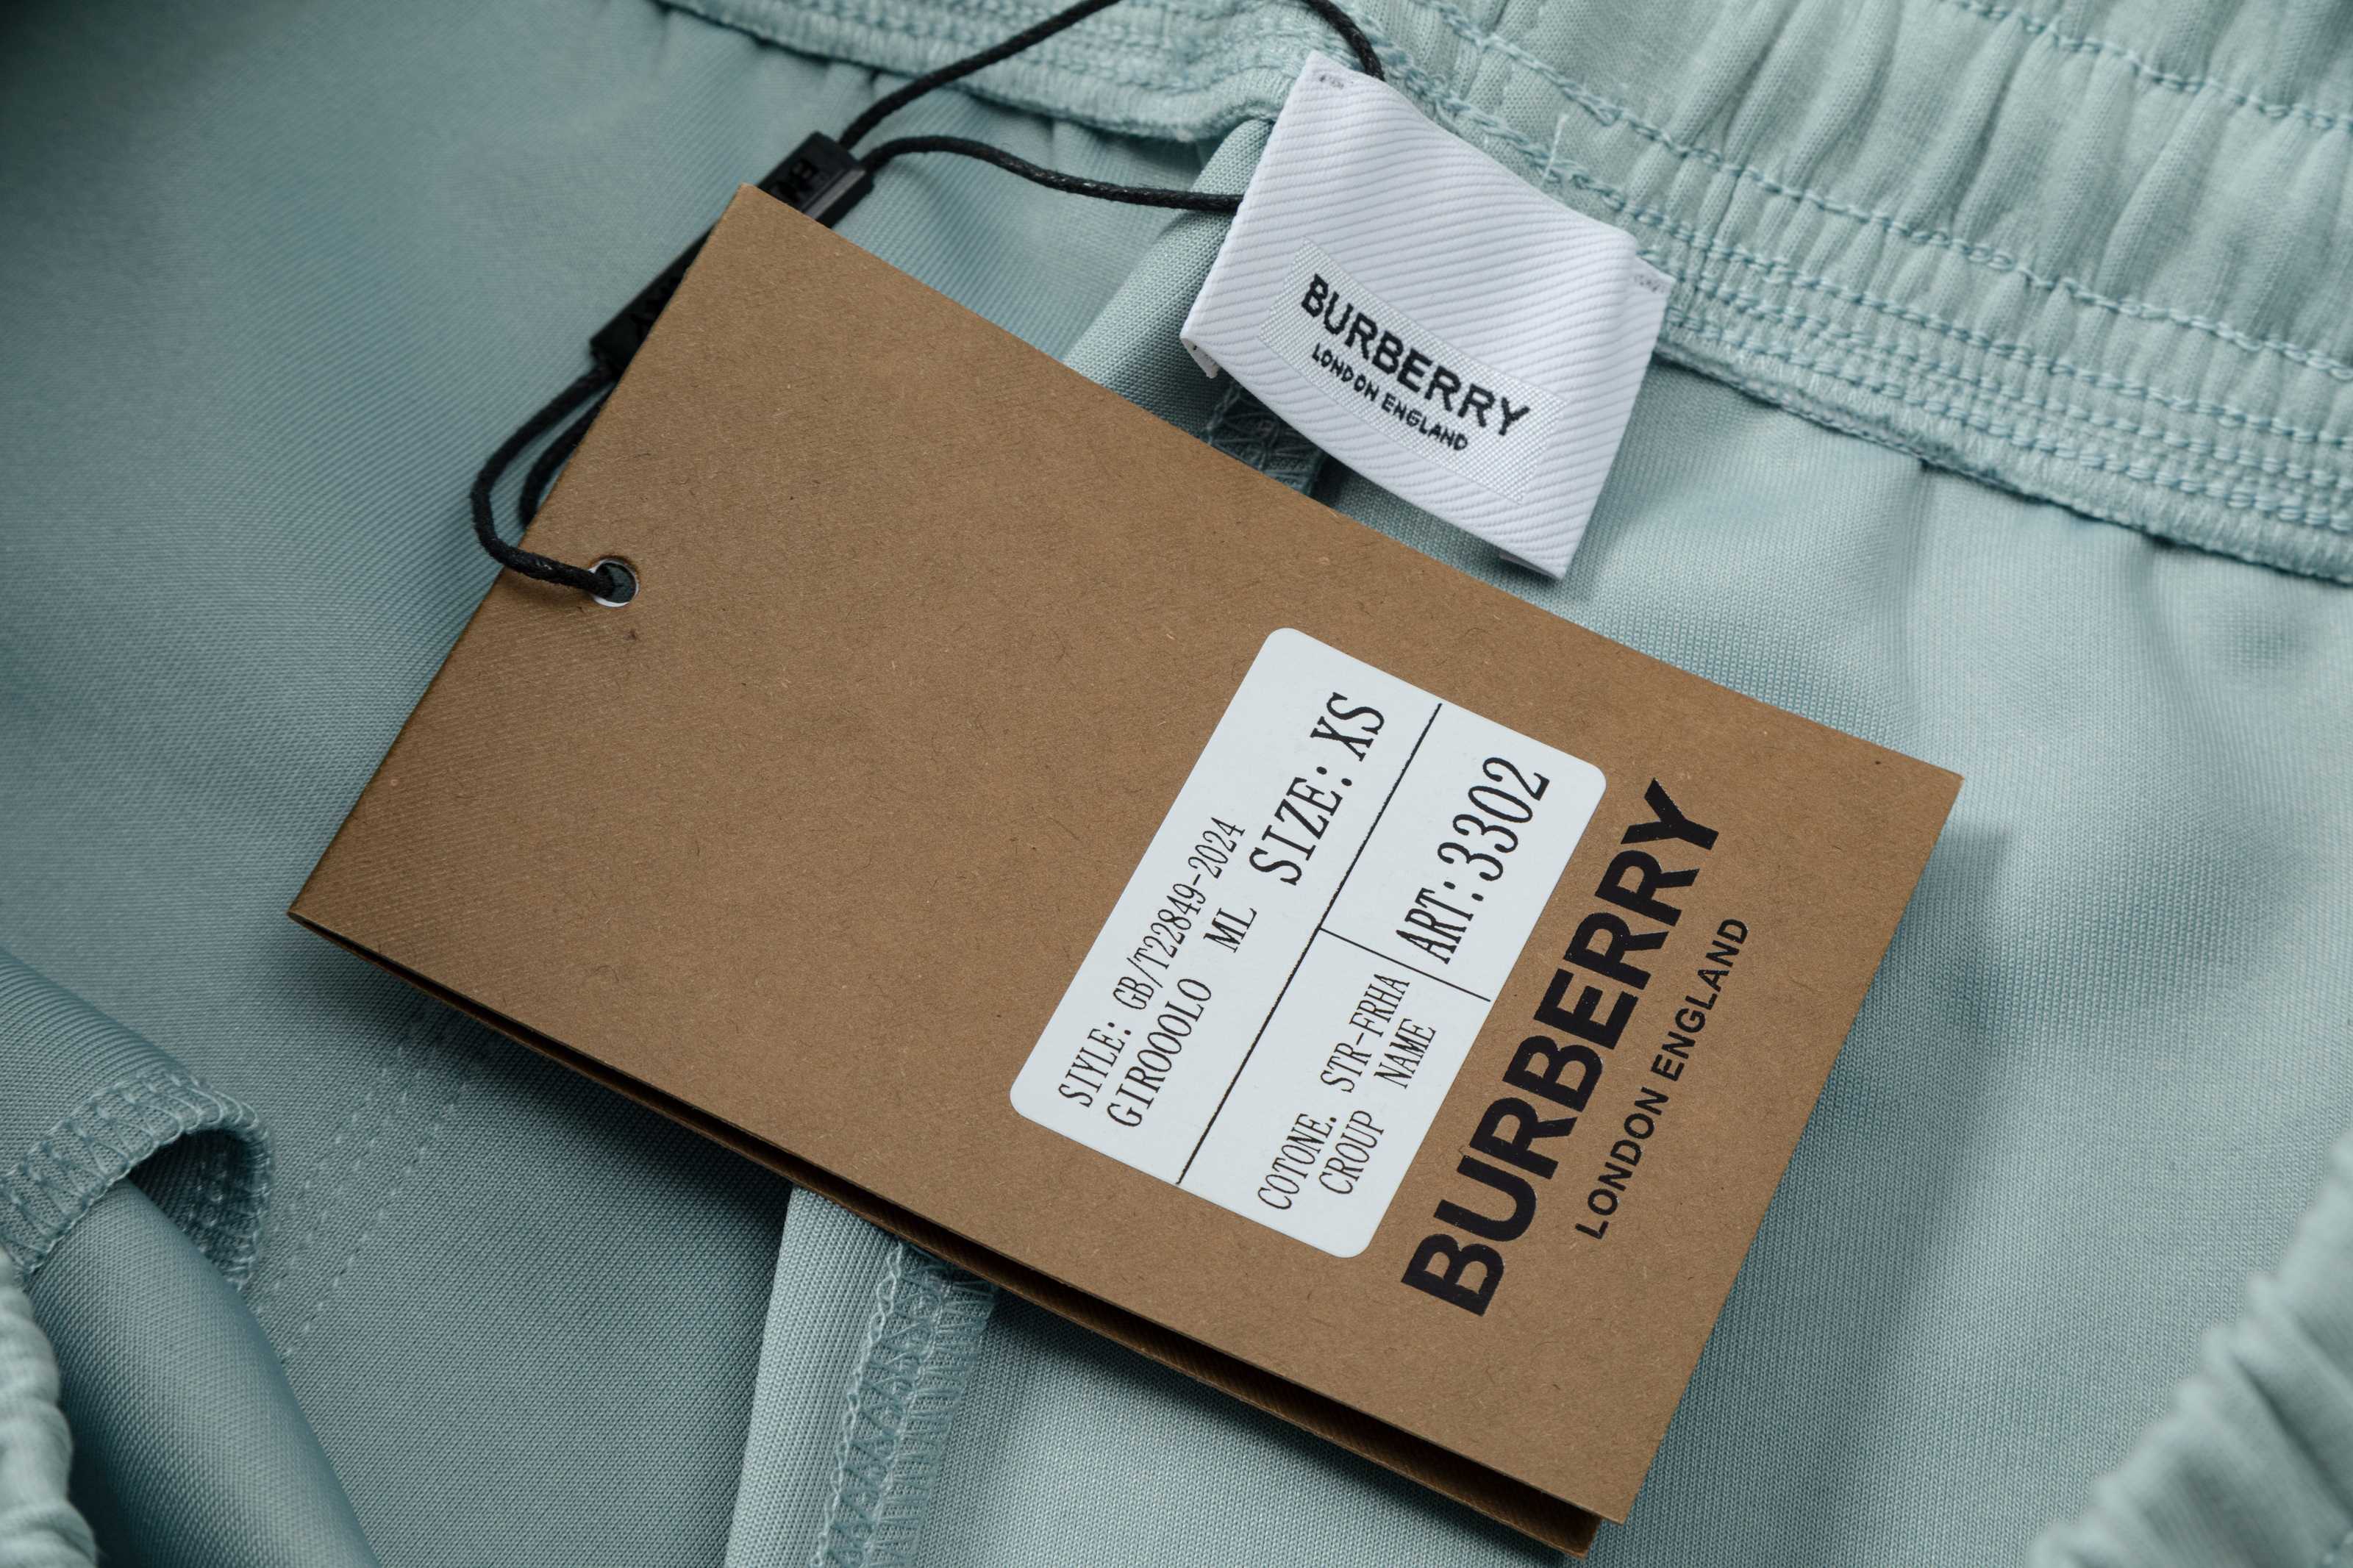 BURBERRY
LONDON ENGLAND
SIYLE: GB/T22849-2024
GIROOOLO ML SIZE: XS
COTONE. STR-FRHA
CROUP NAME
ART:3302
BURBERRY
LONDON ENGLAND